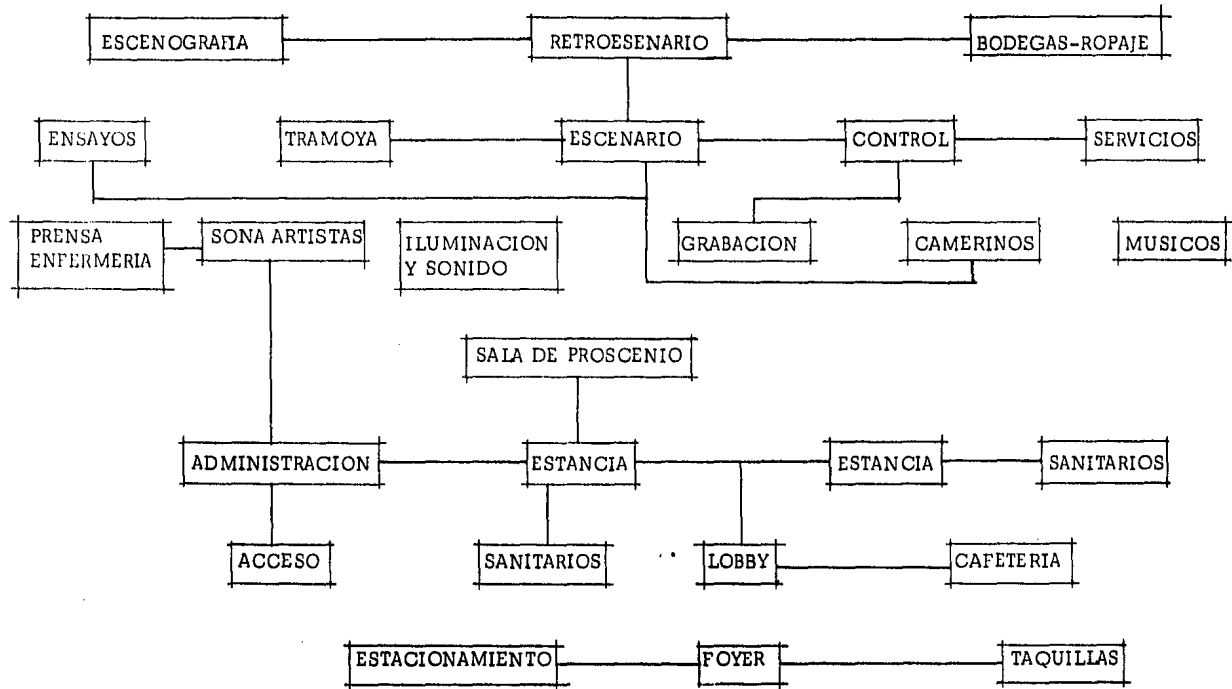 ESCENOGRAFIA
RETROESENARIO
BODEGAS-ROPAJE
ENSAYOS
TRAMOYA
ESCENARIO
CONTROL
SERVICIOS
PRENSA
ENFERMERIA
SONA ARTISTAS
ILUMINACION
Y SONIDO
GRABACION
CAMERINOS
MUSICOS
SALA DE PROSCENIO
ADMINISTRACION
ESTANCIA
ESTANCIA
SANITARIOS
ACCESO
SANITARIOS
LOBBY
CAFETERIA
ESTACIONAMIENTO
FOYER
TAQUILLAS